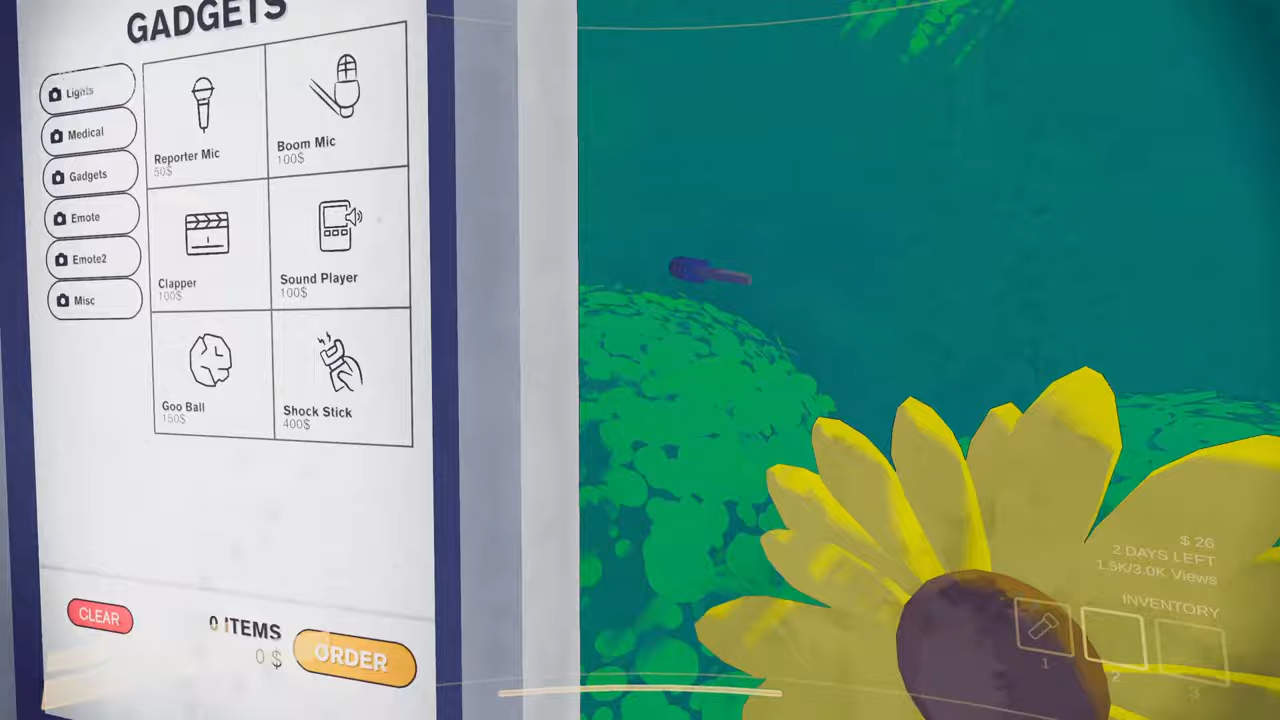 GADGETS
Lights
Medical
Gadgets
Emote
Emote2
Misc
Reporter Mic
50$
Boom Mic
100$
Clapper
100$
Sound Player
100$
Goo Ball
150$
Shock Stick
400$
CLEAR
0 ITEMS
0 $
ORDER
$ 26
2 DAYS LEFT
1.5K/3.0K Views
INVENTORY
1
2
3